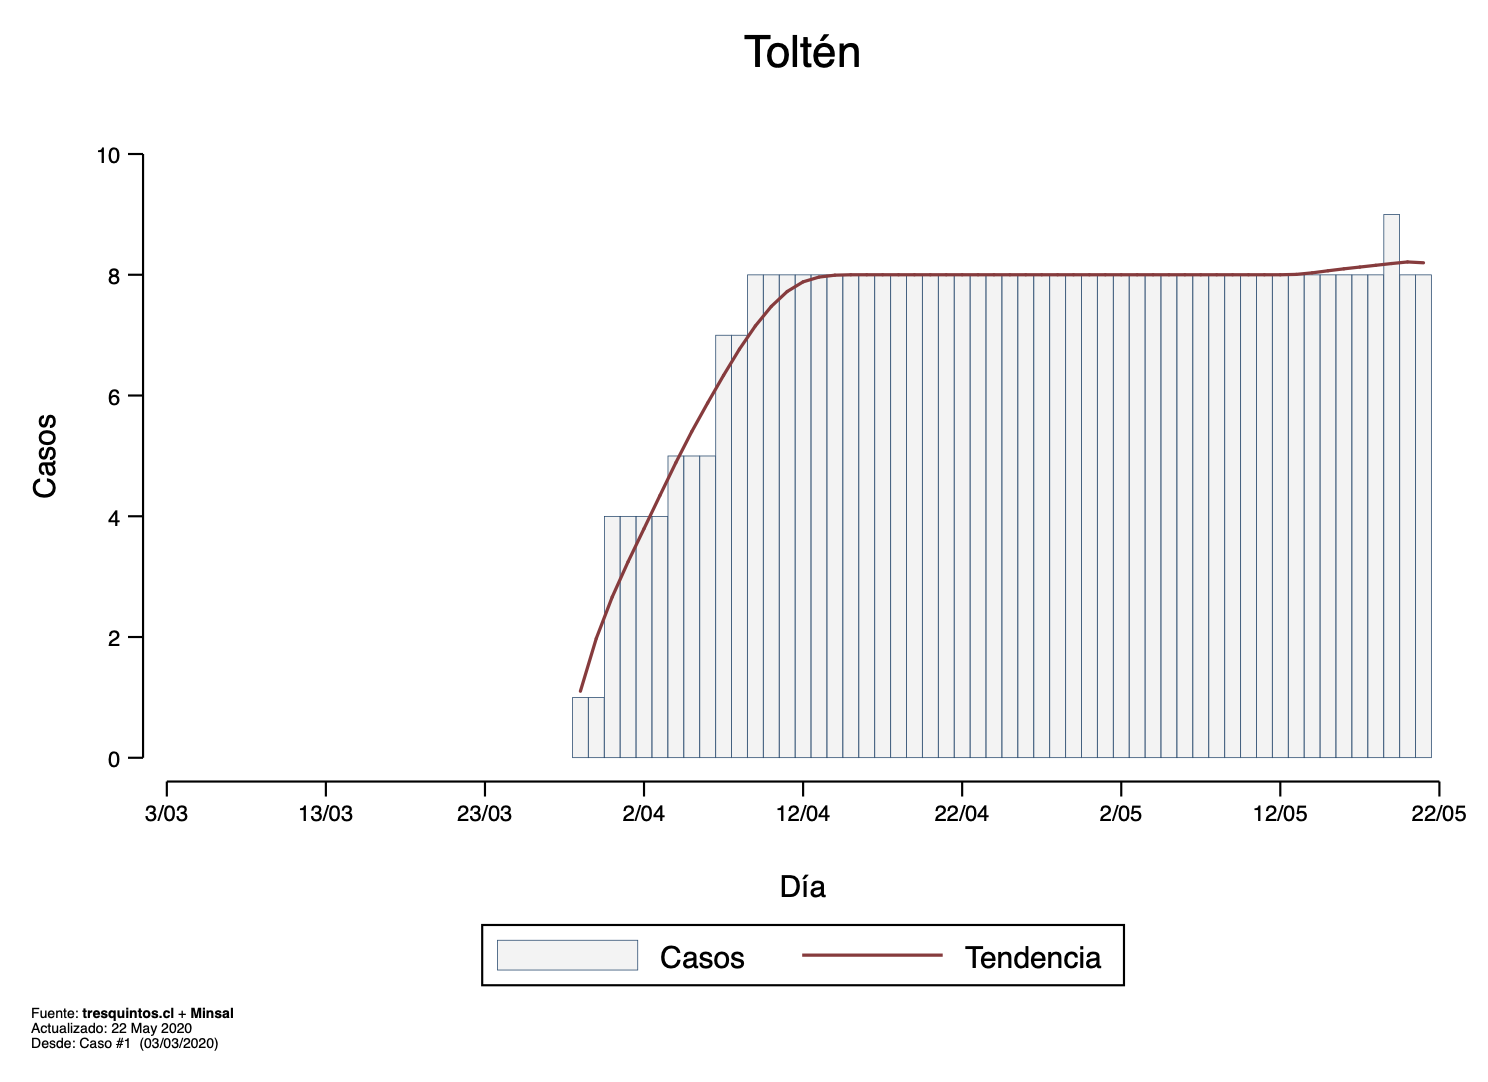 Toltén
10
8
6
4
2
0
Casos
3/03 13/03 23/03 2/04 12/04 22/04 2/05 12/05 22/05
Día
Casos Tendencia
Fuente: tresquintos.cl + Minsal
Actualizado: 22 May 2020
Desde: Caso #1 (03/03/2020)